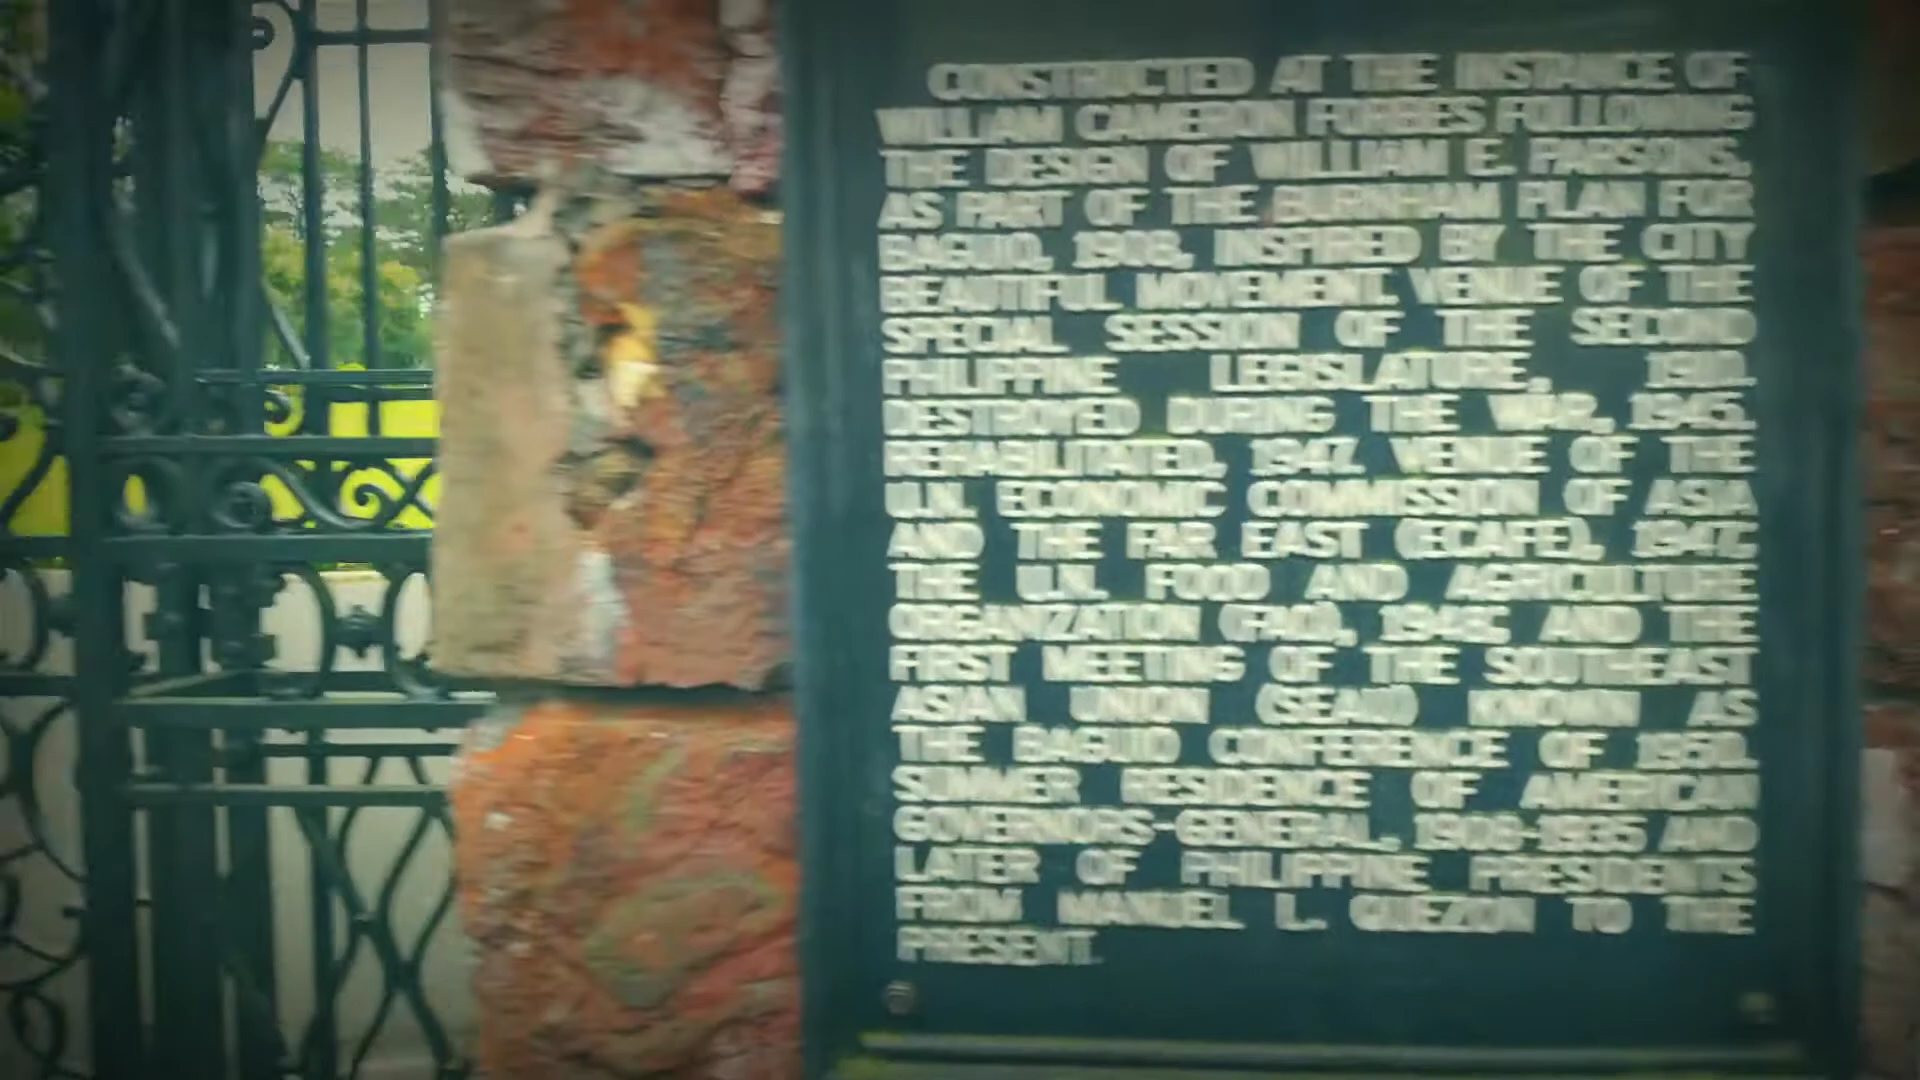 CONSTRUCTED AT THE INSTANCE OF
WILLIAM CAMERON FORBES FOLLOWING
THE DESIGN OF WILLIAM E. PARSONS,
AS PART OF THE BURNHAM PLAN FOR
BAGUIO, 1908, INSPIRED BY THE CITY
BEAUTIFUL MOVEMENT. VENUE OF THE
SPECIAL SESSION OF THE SECOND
PHILIPPINE LEGISLATURE, 1910.
DESTROYED DURING THE WAR, 1945.
REHABILITATED, 1947. VENUE OF THE
U.N. ECONOMIC COMMISSION OF ASIA
AND THE FAR EAST (ECAFE), 1947;
THE U.N. FOOD AND AGRICULTURE
ORGANIZATION (FAO), 1948; AND THE
FIRST MEETING OF THE SOUTHEAST
ASIAN UNION (SEAU) KNOWN AS
THE BAGUIO CONFERENCE OF 1950.
SUMMER RESIDENCE OF AMERICAN
GOVERNORS-GENERAL, 1908-1935 AND
LATER OF PHILIPPINE PRESIDENTS
FROM MANUEL L. QUEZON TO THE
PRESENT.